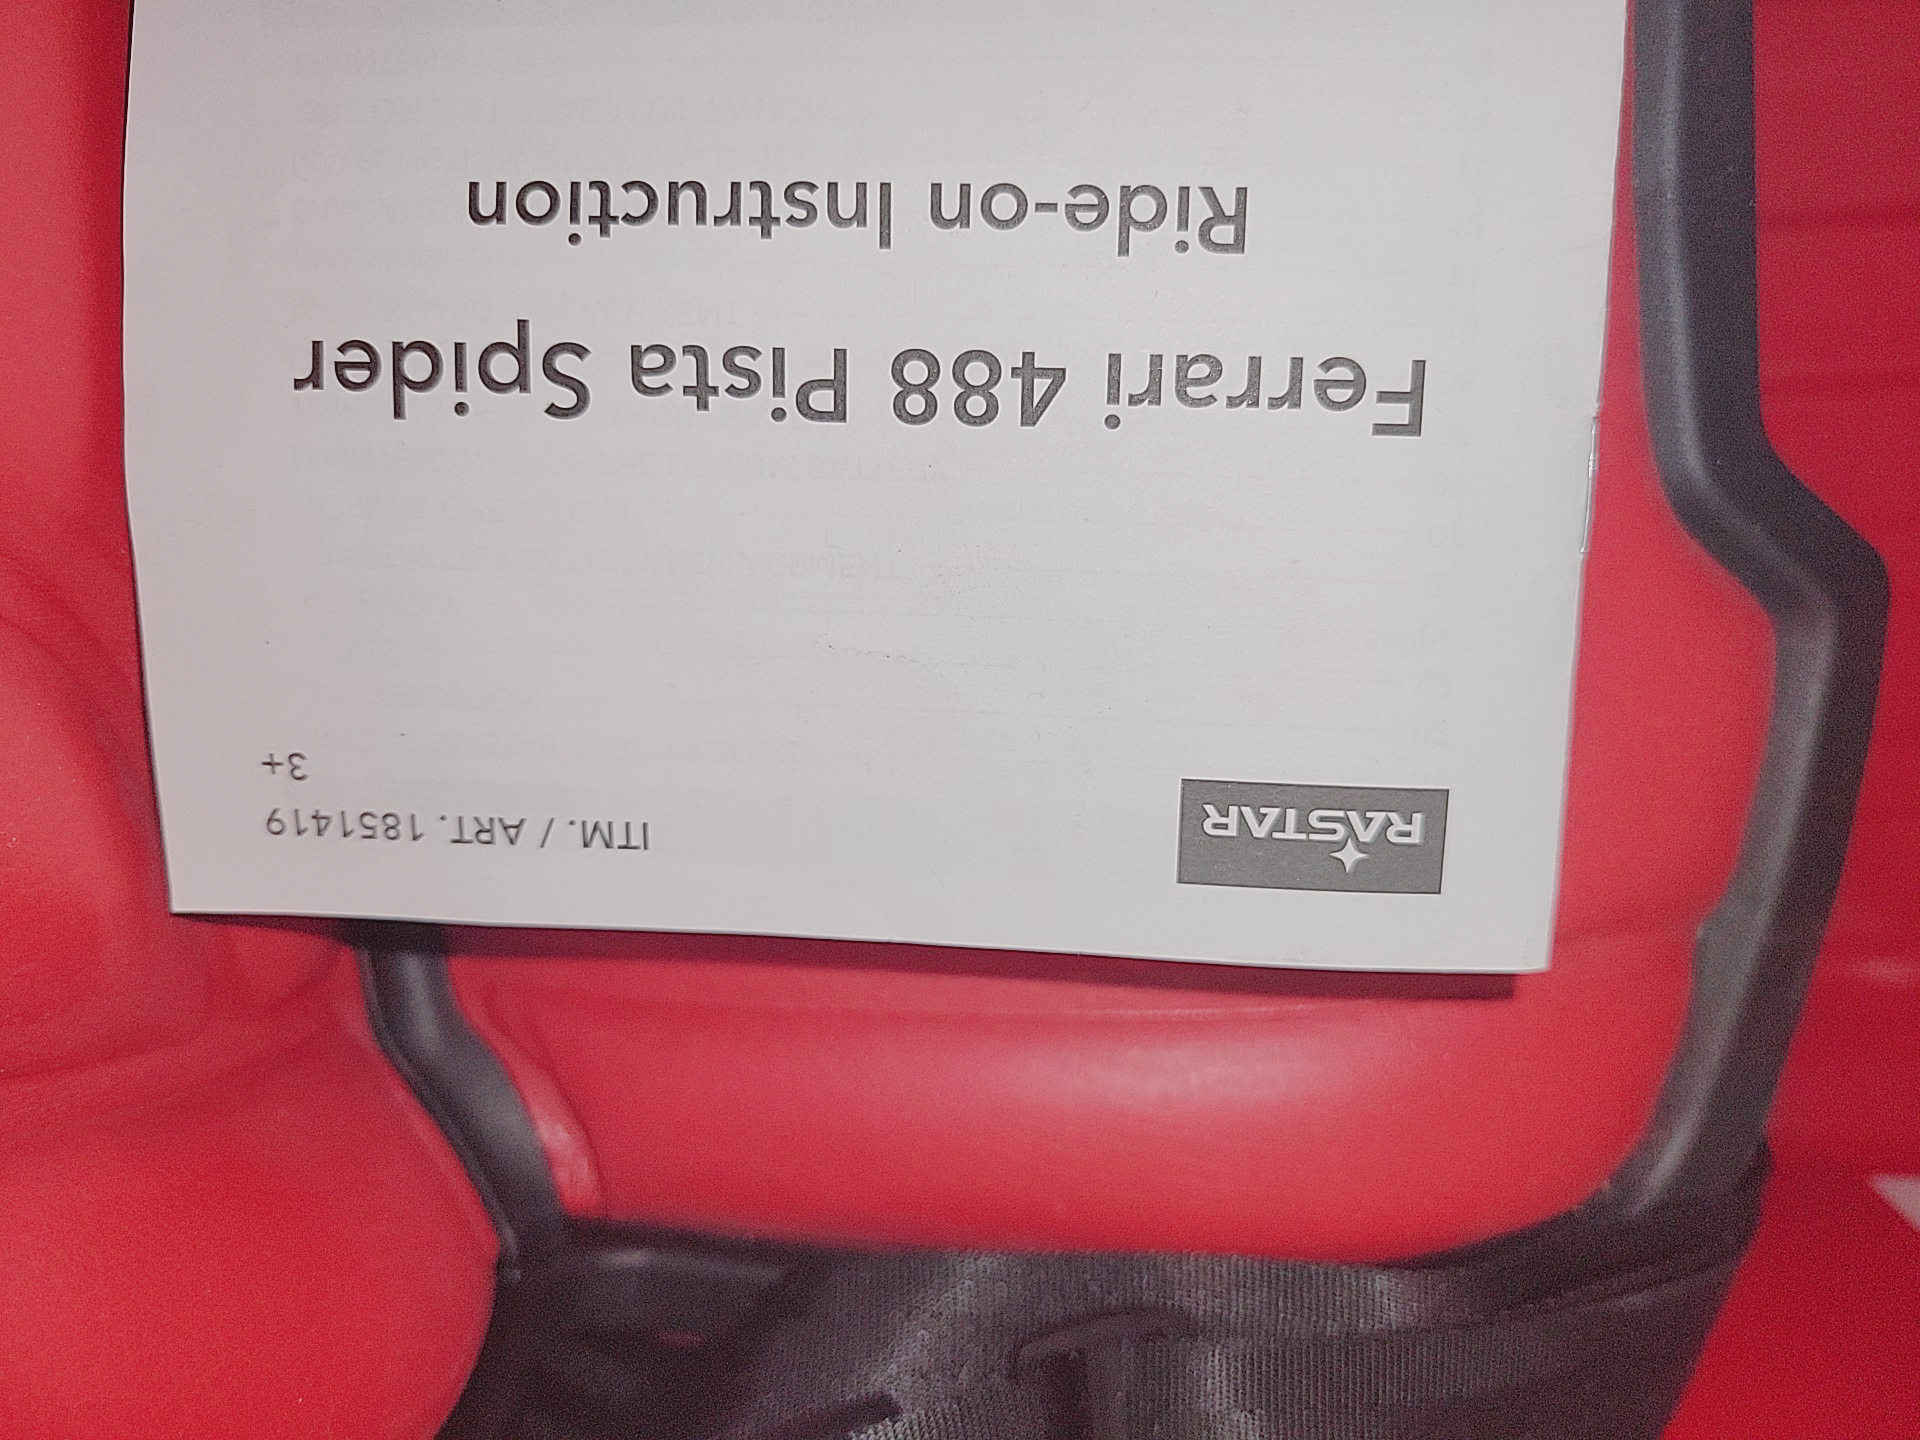 RASTAR
ITM. / ART. 1851419
3+
Ferrari 488 Pista Spider
Ride-on Instruction